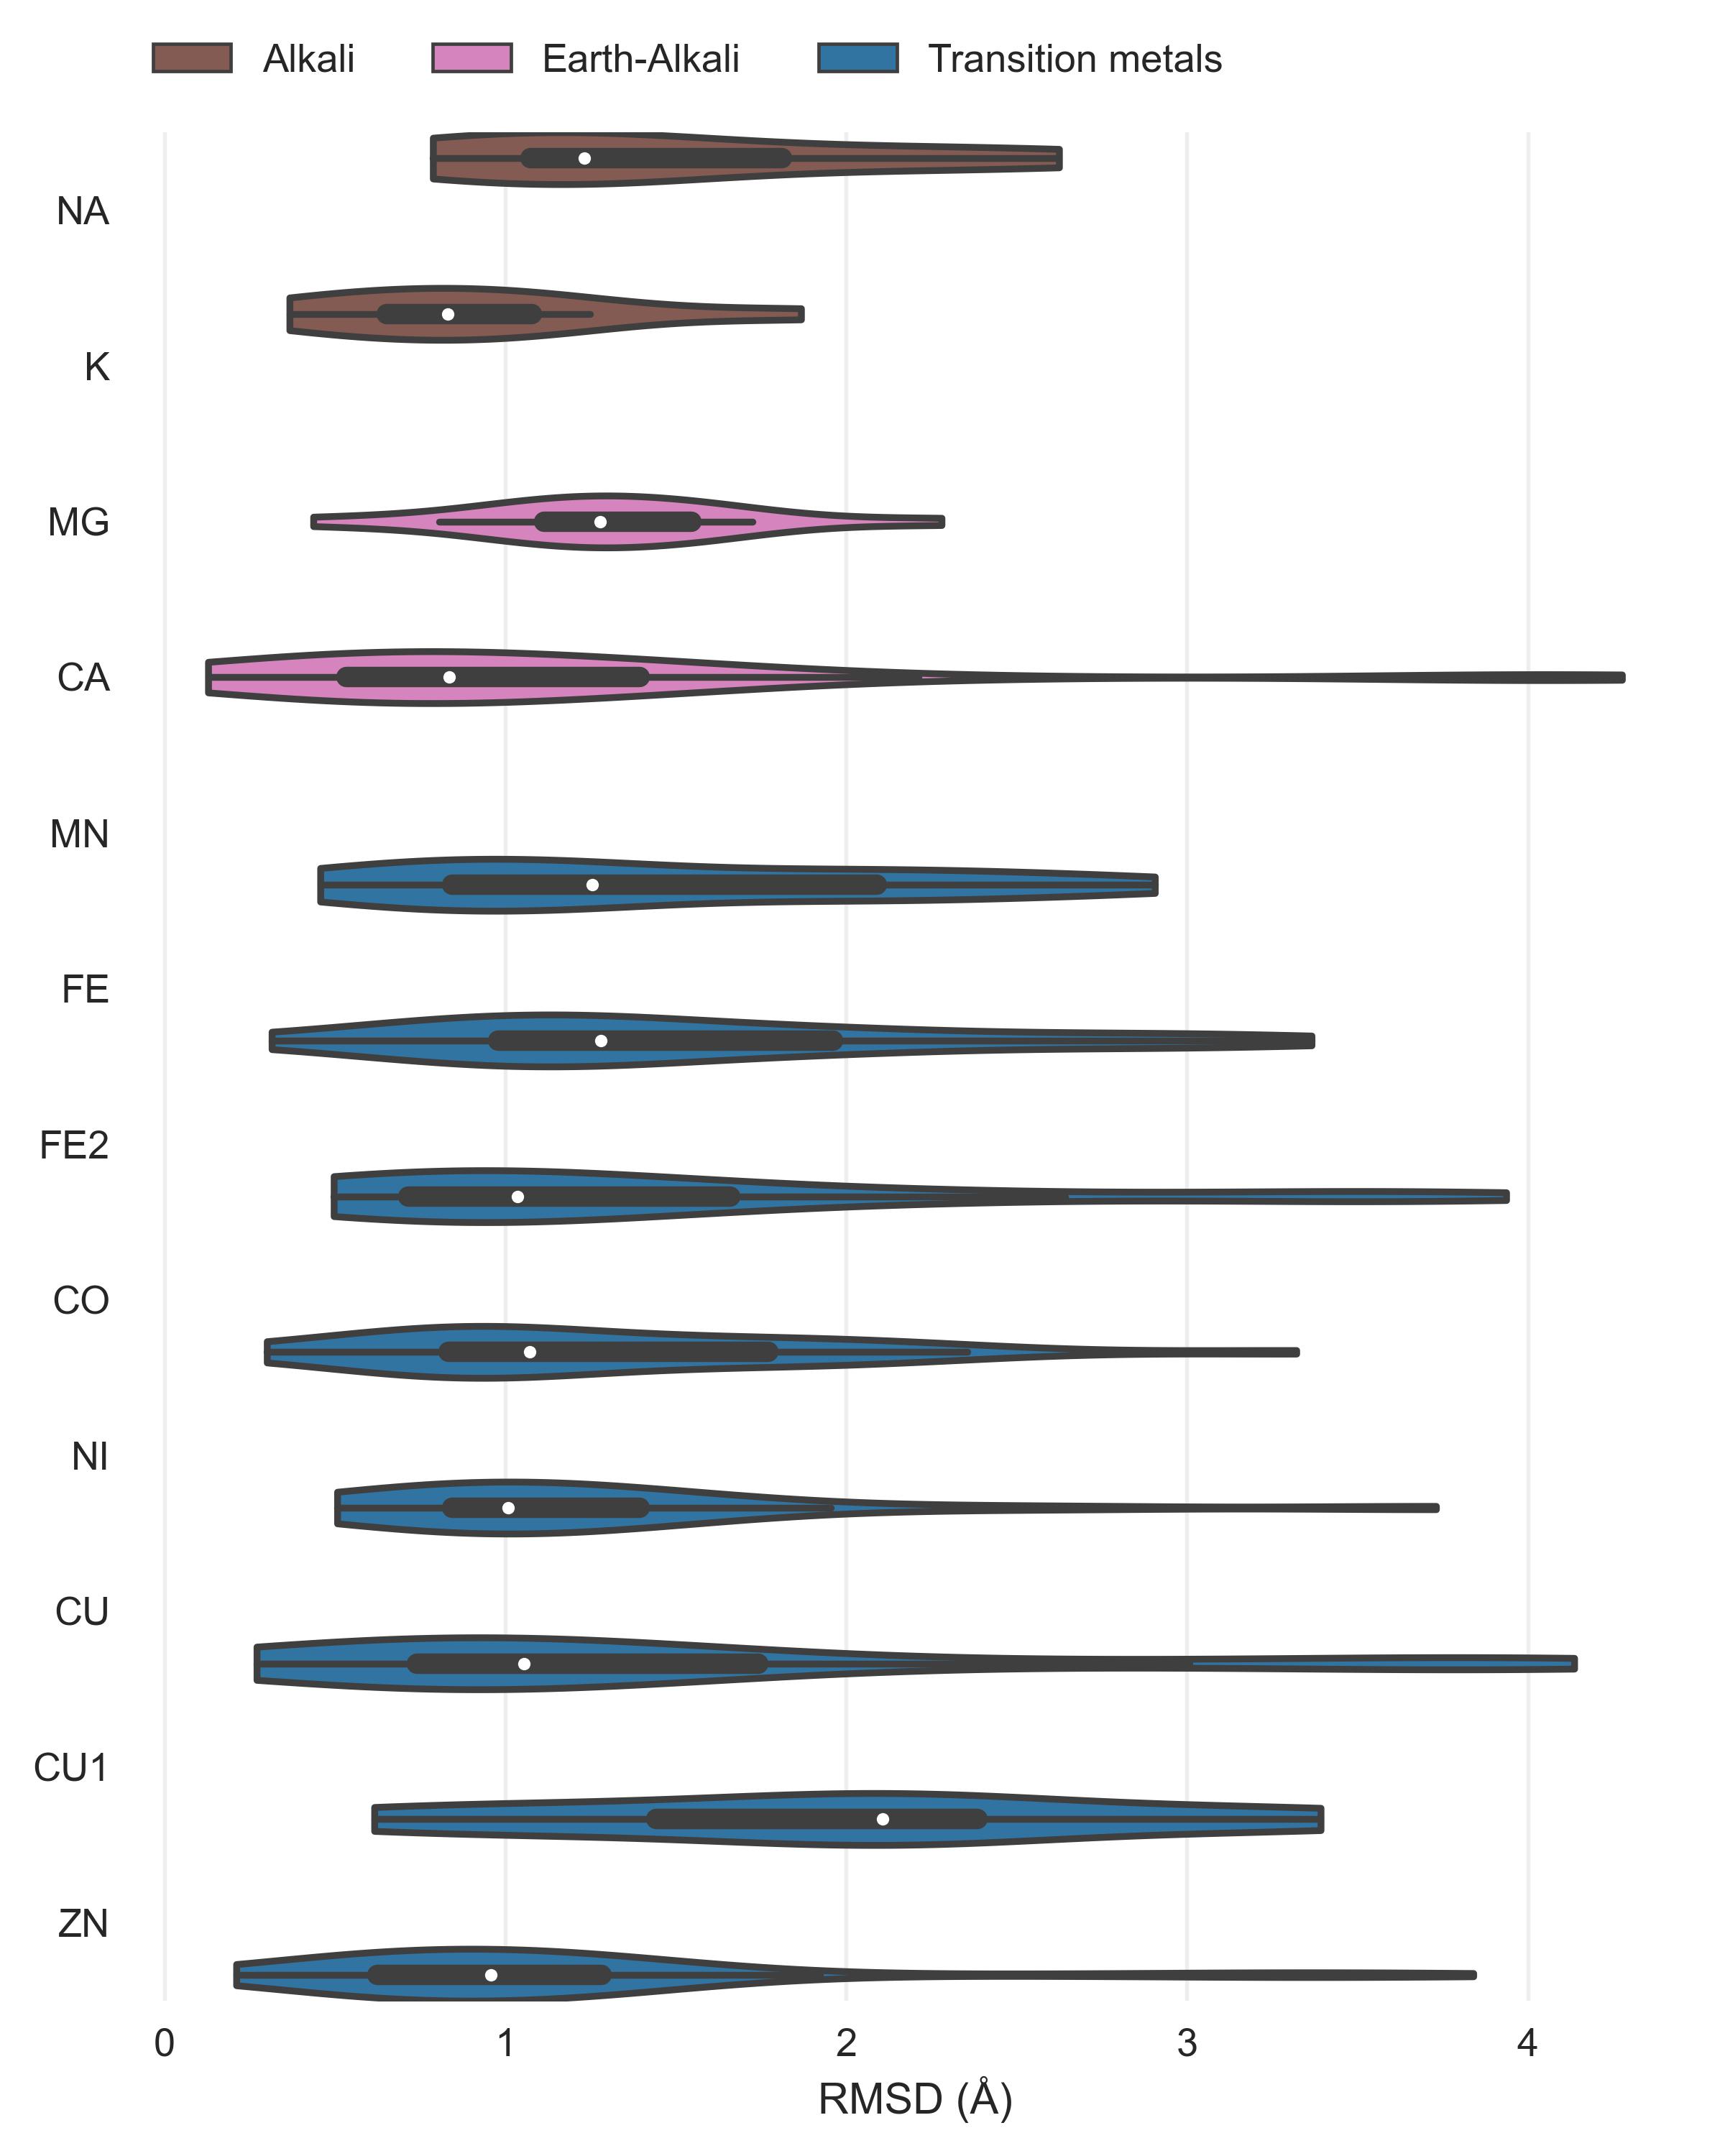 Alkali Earth-Alkali Transition metals
NA
K
MG
CA
MN
FE
FE2
CO
NI
CU
CU1
ZN
0 1 2 3 4
RMSD (Å)